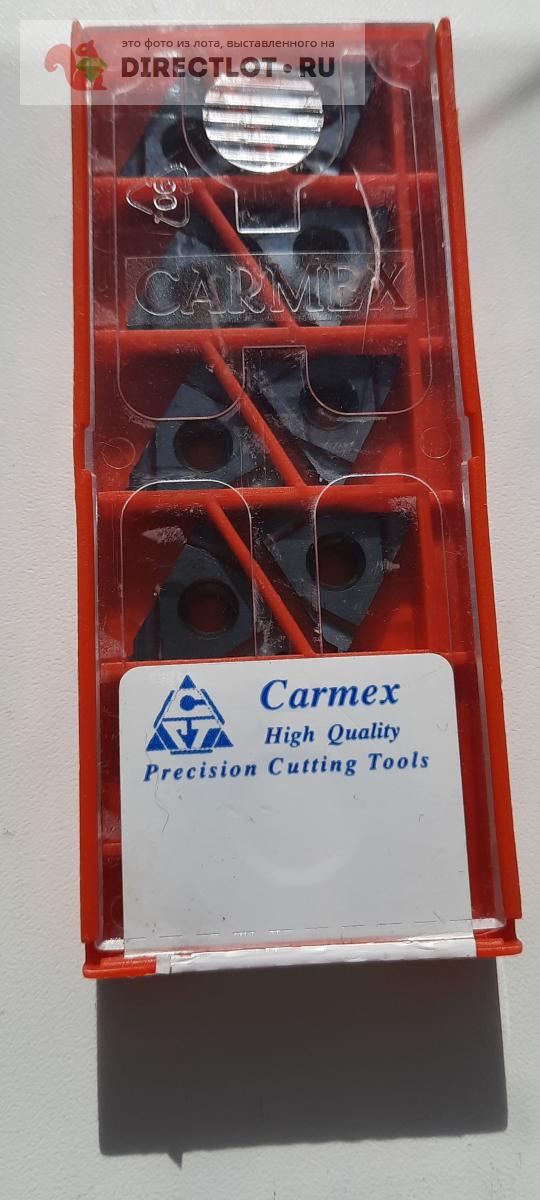 это фото из лота, выставленного на
DIRECTLOT.RU
CARMEX
Carmex
High Quality
Precision Cutting Tools